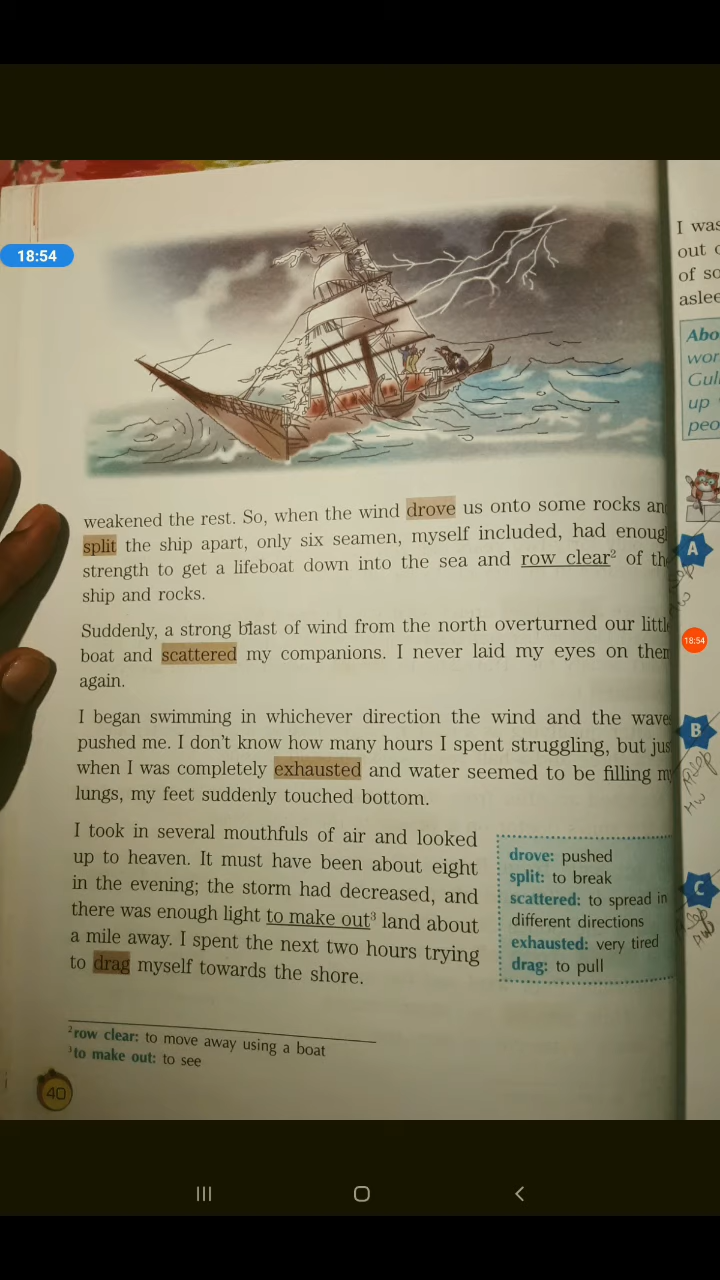 18:54
weakened the rest. So, when the wind drove us onto some rocks an
split the ship apart, only six seamen, myself included, had enoug
strength to get a lifeboat down into the sea and row clear² of th
ship and rocks.
Suddenly, a strong blast of wind from the north overturned our littl
boat and scattered my companions. I never laid my eyes on them
again.
I began swimming in whichever direction the wind and the wave
pushed me. I don't know how many hours I spent struggling, but jus
when I was completely exhausted and water seemed to be filling m
lungs, my feet suddenly touched bottom.
I took in several mouthfuls of air and looked
up to heaven. It must have been about eight
in the evening; the storm had decreased, and
there was enough light to make out³ land about
a mile away. I spent the next two hours trying
to drag myself towards the shore.
drove: pushed
split: to break
scattered: to spread in
different directions
exhausted: very tired
drag: to pull
²row clear: to move away using a boat
³to make out: to see
40
I was
out
of so
aslee
Abo
wor
Gull
up
peo
A
18:54
B
C